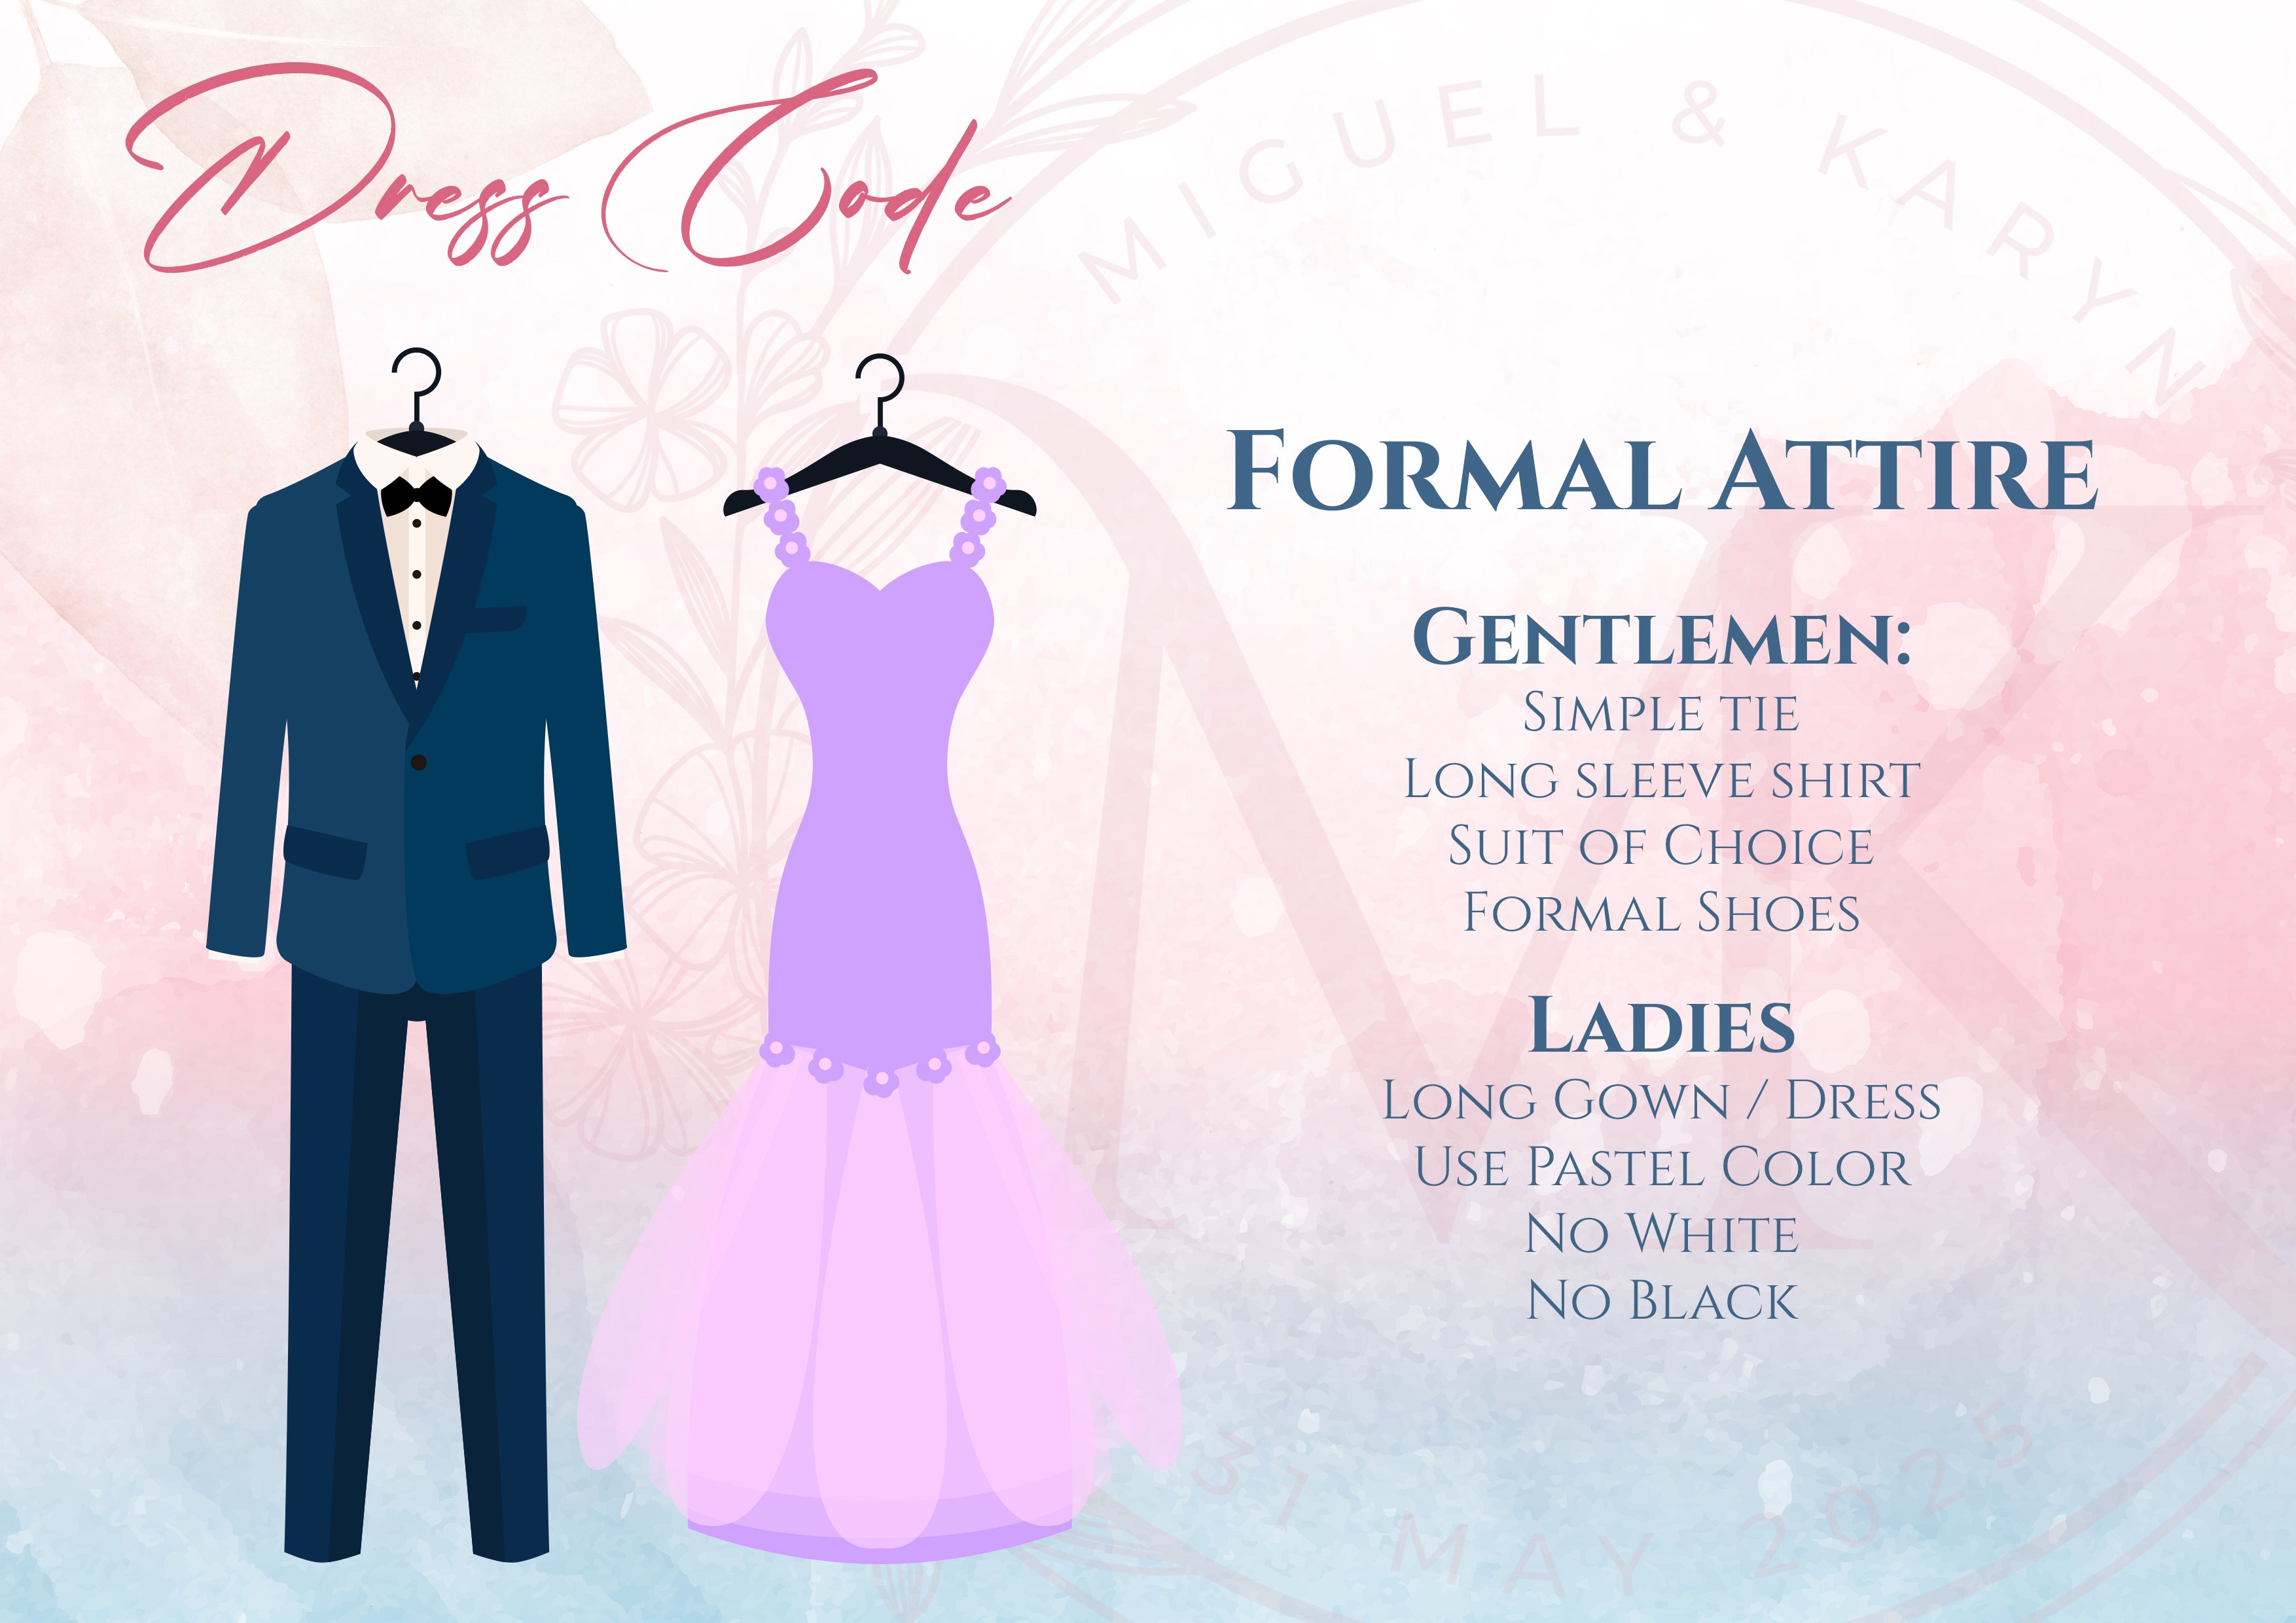 Dress Code
MIGUEL & KARYN
Formal Attire
Gentlemen:
Simple tie
Long sleeve shirt
Suit of Choice
Formal Shoes
Ladies
Long Gown / Dress
Use Pastel Color
No White
No Black
MK
31 MAY 2025